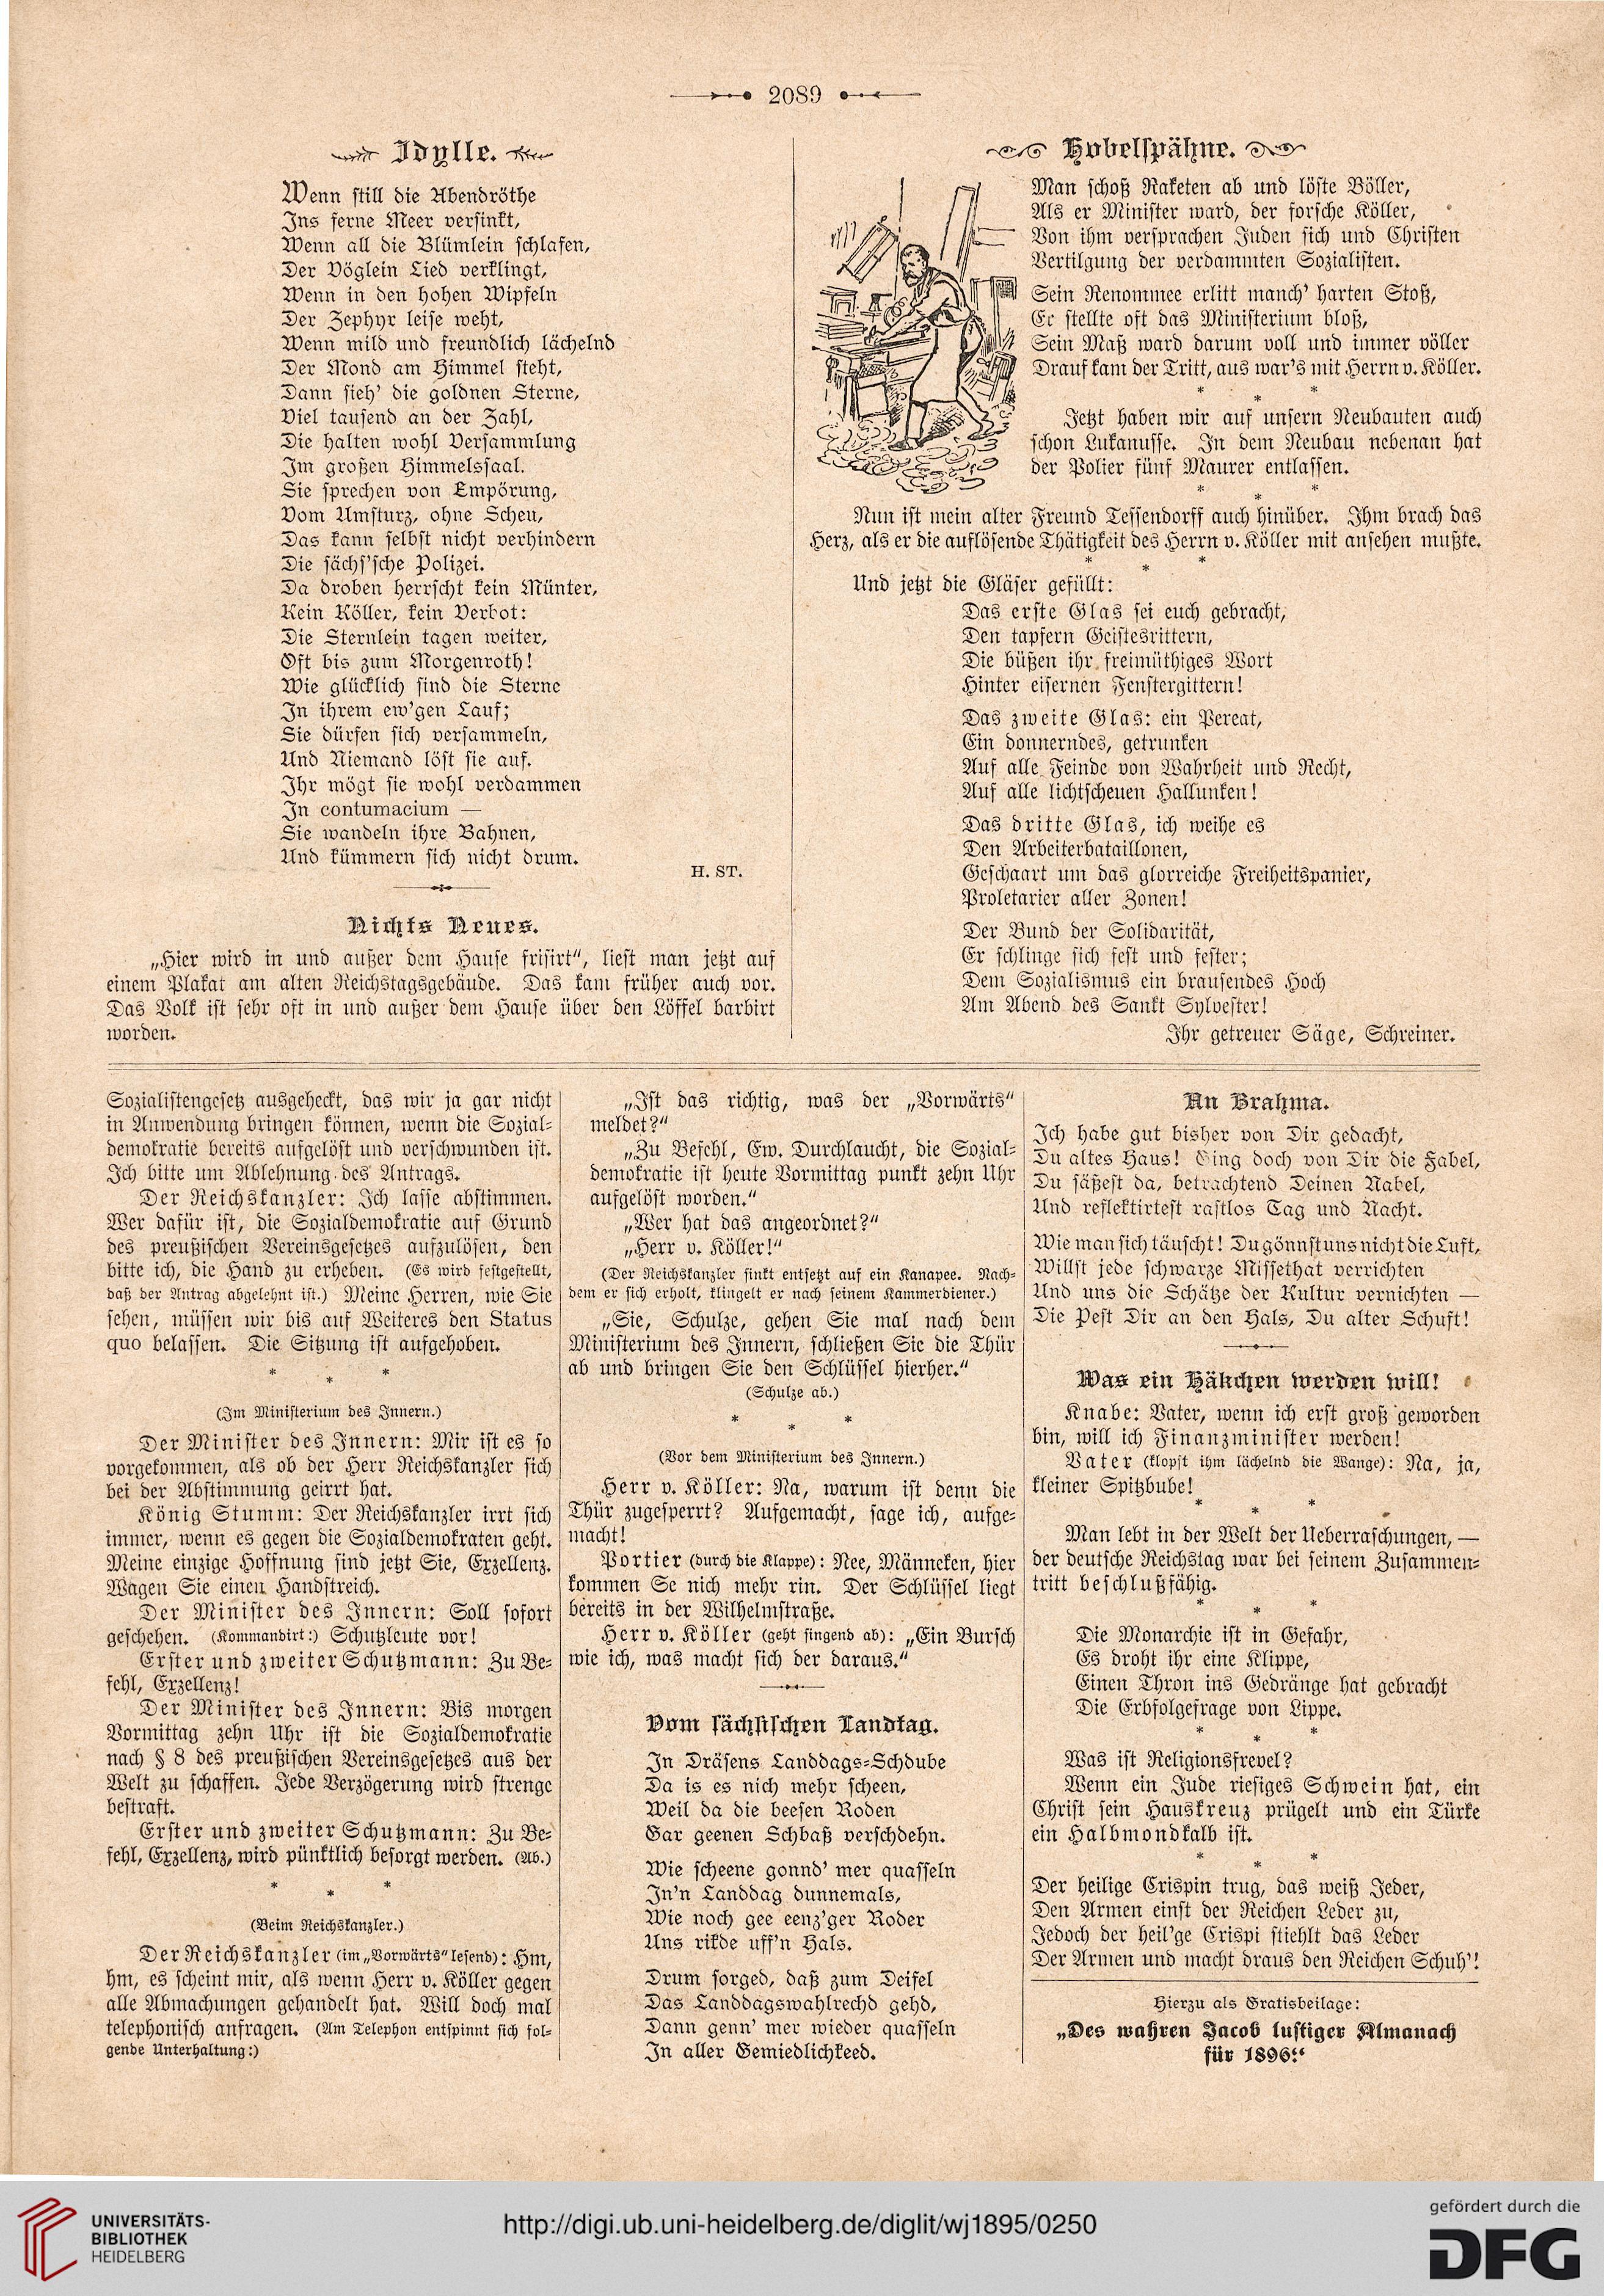 2089
Idylle.
Wenn still die Abendröthe
Ins ferne Meer versinkt,
Wenn all die Blümlein schlafen,
Der Vöglein Lied verklingt,
Wenn in den hohen Wipfeln
Der Zephyr leise weht,
Wenn mild und freundlich lächelnd
Der Mond am Himmel steht,
Dann sieh' die goldnen Sterne,
Viel tausend an der Zahl,
Die halten wohl Versammlung
Im großen Himmelssaal.
Sie sprechen von Empörung,
Vom Umsturz, ohne Scheu,
Das kann selbst nicht verhindern
Die sächs'sche Polizei.
Da droben herrscht kein Münter,
Kein Köller, kein Verbot:
Die Sternlein tagen weiter,
Oft bis zum Morgenroth!
Wie glücklich sind die Sterne
In ihrem ew'gen Lauf;
Sie dürfen sich versammeln,
Und Niemand löst sie auf.
Ihr mögt sie wohl verdammen
In contumacium —
Sie wandeln ihre Bahnen,
Und kümmern sich nicht drum.
H. ST.
Nichts Neues.
„Hier wird in und außer dem Hause frisirt“, liest man jetzt auf
einem Plakat am alten Reichstagsgebäude. Das kam früher auch vor.
Das Volk ist sehr oft in und außer dem Hause über den Löffel barbirt
worden.
Hobelspähne.
Man schoß Raketen ab und löste Böller,
Als er Minister ward, der forsche Köller,
Von ihm versprachen Juden sich und Christen
Vertilgung der verdammten Sozialisten.
Sein Renommee erlitt manch' harten Stoß,
Er stellte oft das Ministerium bloß,
Sein Maß ward darum voll und immer völler
Drauf kam der Tritt, aus war's mit Herrn v. Köller.
* * *
Jetzt haben wir auf unsern Neubauten auch
schon Lukanusse. In dem Neubau nebenan hat
der Polier fünf Maurer entlassen.
* * *
Nun ist mein alter Freund Tessendorff auch hinüber. Ihm brach das
Herz, als er die auflösende Thätigkeit des Herrn v. Köller mit ansehen mußte.
* * *
Und jetzt die Gläser gefüllt:
Das erste Glas sei euch gebracht,
Den tapfern Geistesrittern,
Die büßen ihr freimüthiges Wort
Hinter eisernen Fenstergittern!
Das zweite Glas: ein Pereat,
Ein donnerndes, getrunken
Auf alle Feinde von Wahrheit und Recht,
Auf alle lichtscheuen Hallunken!
Das dritte Glas, ich weihe es
Den Arbeiterbataillonen,
Geschaart um das glorreiche Freiheitspanier,
Proletarier aller Zonen!
Der Bund der Solidarität,
Er schlinge sich fest und fester;
Dem Sozialismus ein brausendes Hoch
Am Abend des Sankt Sylvester!
Ihr getreuer Säge, Schreiner.
Sozialistengesetz ausgeheckt, das wir ja gar nicht
in Anwendung bringen können, wenn die Sozial-
demokratie bereits aufgelöst und verschwunden ist.
Ich bitte um Ablehnung des Antrags.
Der Reichskanzler: Ich lasse abstimmen.
Wer dafür ist, die Sozialdemokratie auf Grund
des preußischen Vereinsgesetzes aufzulösen, den
bitte ich, die Hand zu erheben. (Es wird festgestellt,
daß der Antrag abgelehnt ist.) Meine Herren, wie Sie
sehen, müssen wir bis auf Weiteres den Status
quo belassen. Die Sitzung ist aufgehoben.
* * *
(Im Ministerium des Innern.)
Der Minister des Innern: Mir ist es so
vorgekommen, als ob der Herr Reichskanzler sich
bei der Abstimmung geirrt hat.
König Stumm: Der Reichskanzler irrt sich
immer, wenn es gegen die Sozialdemokraten geht.
Meine einzige Hoffnung sind jetzt Sie, Exzellenz.
Wagen Sie einen Handstreich.
Der Minister des Innern: Soll sofort
geschehen. (Kommandirt:) Schutzleute vor!
Erster und zweiter Schutzmann: Zu Be-
fehl, Exzellenz!
Der Minister des Innern: Bis morgen
Vormittag zehn Uhr ist die Sozialdemokratie
nach § 8 des preußischen Vereinsgesetzes aus der
Welt zu schaffen. Jede Verzögerung wird strenge
bestraft.
Erster und zweiter Schutzmann: Zu Be-
fehl, Exzellenz, wird pünktlich besorgt werden. (Ab.)
* * *
(Beim Reichskanzler.)
Der Reichskanzler (im „Vorwärts“ lesend): Hm,
hm, es scheint mir, als wenn Herr v. Köller gegen
alle Abmachungen gehandelt hat. Will doch mal
telephonisch anfragen. (Am Telephon entspinnt sich fol-
gende Unterhaltung:)
„Ist das richtig, was der „Vorwärts“
meldet?“
„Zu Befehl, Ew. Durchlaucht, die Sozial-
demokratie ist heute Vormittag punkt zehn Uhr
aufgelöst worden.“
„Wer hat das angeordnet?“
„Herr v. Köller!“
(Der Reichskanzler sinkt entsetzt auf ein Kanapee. Nach-
dem er sich erholt, klingelt er nach seinem Kammerdiener.)
„Sie, Schulze, gehen Sie mal nach dem
Ministerium des Innern, schließen Sie die Thür
ab und bringen Sie den Schlüssel hierher.“
(Schulze ab.)
* * *
(Vor dem Ministerium des Innern.)
Herr v. Köller: Na, warum ist denn die
Thür zugesperrt? Aufgemacht, sage ich, aufge-
macht!
Portier (durch die Klappe): Nee, Männeken, hier
kommen Se nich mehr rin. Der Schlüssel liegt
bereits in der Wilhelmstraße.
Herr v. Köller (geht singend ab): „Ein Bursch
wie ich, was macht sich der daraus.“
Vom sächsischen Landtag.
In Dräsens Landdags-Schdube
Da is es nich mehr scheen,
Weil da die beesen Roden
Gar geenen Schbaß verschdehn.
Wie scheene gonnd' mer quasseln
In'n Landdag dunnemals,
Wie noch gee eenz'ger Roder
Uns rikde uff'n Hals.
Drum sorged, daß zum Deifel
Das Landdagswahlrechd gehd,
Dann genn' mer wieder quasseln
In aller Gemiedlichkeed.
An Brahma.
Ich habe gut bisher von Dir gedacht,
Du altes Haus! Ging doch von Dir die Fabel,
Du säßest da, betrachtend Deinen Nabel,
Und reflektirtest rastlos Tag und Nacht.
Wie man sich täuscht! Du gönnst uns nicht die Luft,
Willst jede schwarze Missethat verrichten
Und uns die Schätze der Kultur vernichten —
Die Pest Dir an den Hals, Du alter Schuft!
Was ein Häkchen werden will!
Knabe: Vater, wenn ich erst groß geworden
bin, will ich Finanzminister werden!
Vater (klopft ihm lächelnd die Wange): Na, ja,
kleiner Spitzbube!
* * *
Man lebt in der Welt der Ueberraschungen, —
der deutsche Reichstag war bei seinem Zusammen-
tritt beschlußfähig.
* * *
Die Monarchie ist in Gefahr,
Es droht ihr eine Klippe,
Einen Thron ins Gedränge hat gebracht
Die Erbfolgefrage von Lippe.
* * *
Was ist Religionsfrevel?
Wenn ein Jude riesiges Schwein hat, ein
Christ sein Hauskreuz prügelt und ein Türke
ein Halbmondkalb ist.
* * *
Der heilige Crispin trug, das weiß Jeder,
Den Armen einst der Reichen Leder zu,
Jedoch der heil'ge Crispi stiehlt das Leder
Der Armen und macht draus den Reichen Schuh'!
Hierzu als Gratisbeilage:
„Des wahren Jacob lustiger Almanach
für 1896.“
UNIVERSITÄTS-
BIBLIOTHEK
HEIDELBERG
http://digi.ub.uni-heidelberg.de/diglit/wj1895/0250
gefördert durch die
DFG